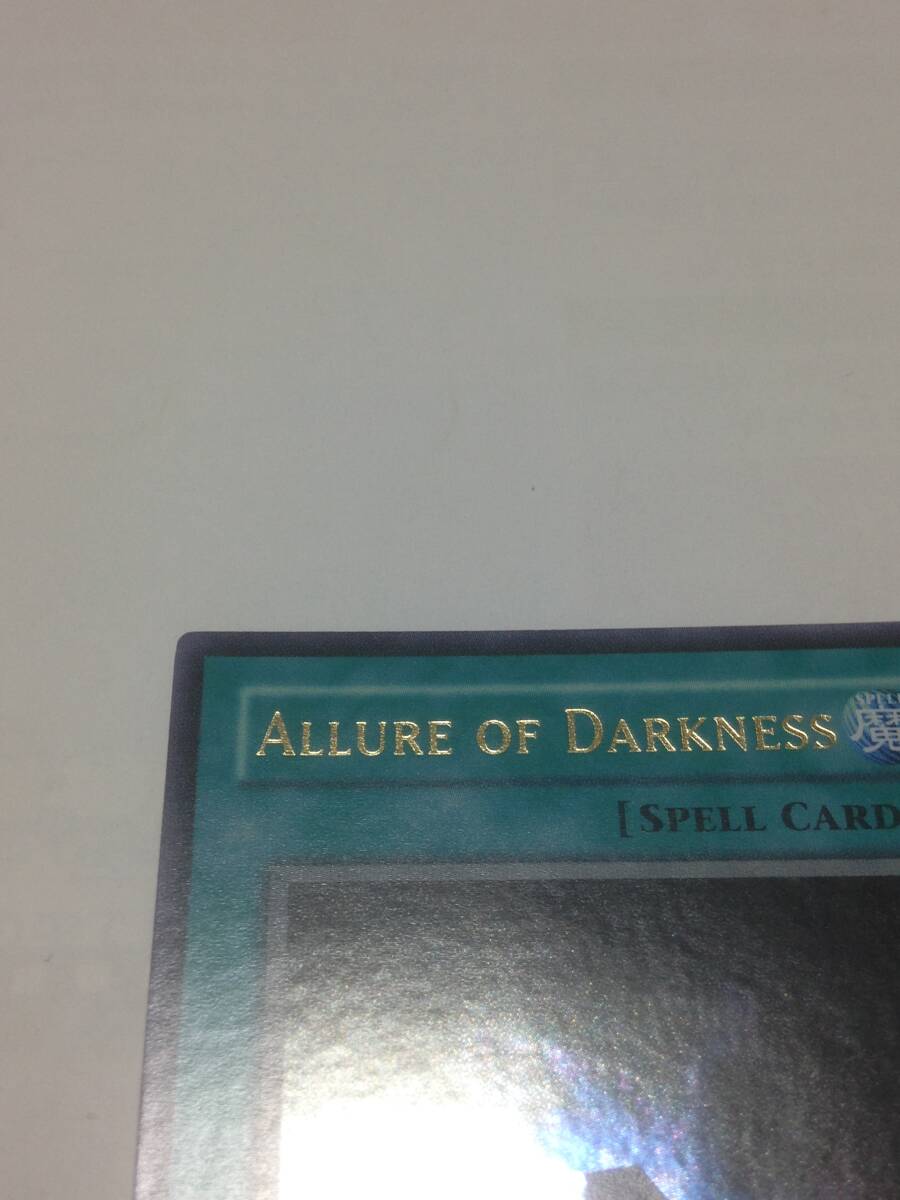 ALLURE OF DARKNESS
魔
[SPELL CARD